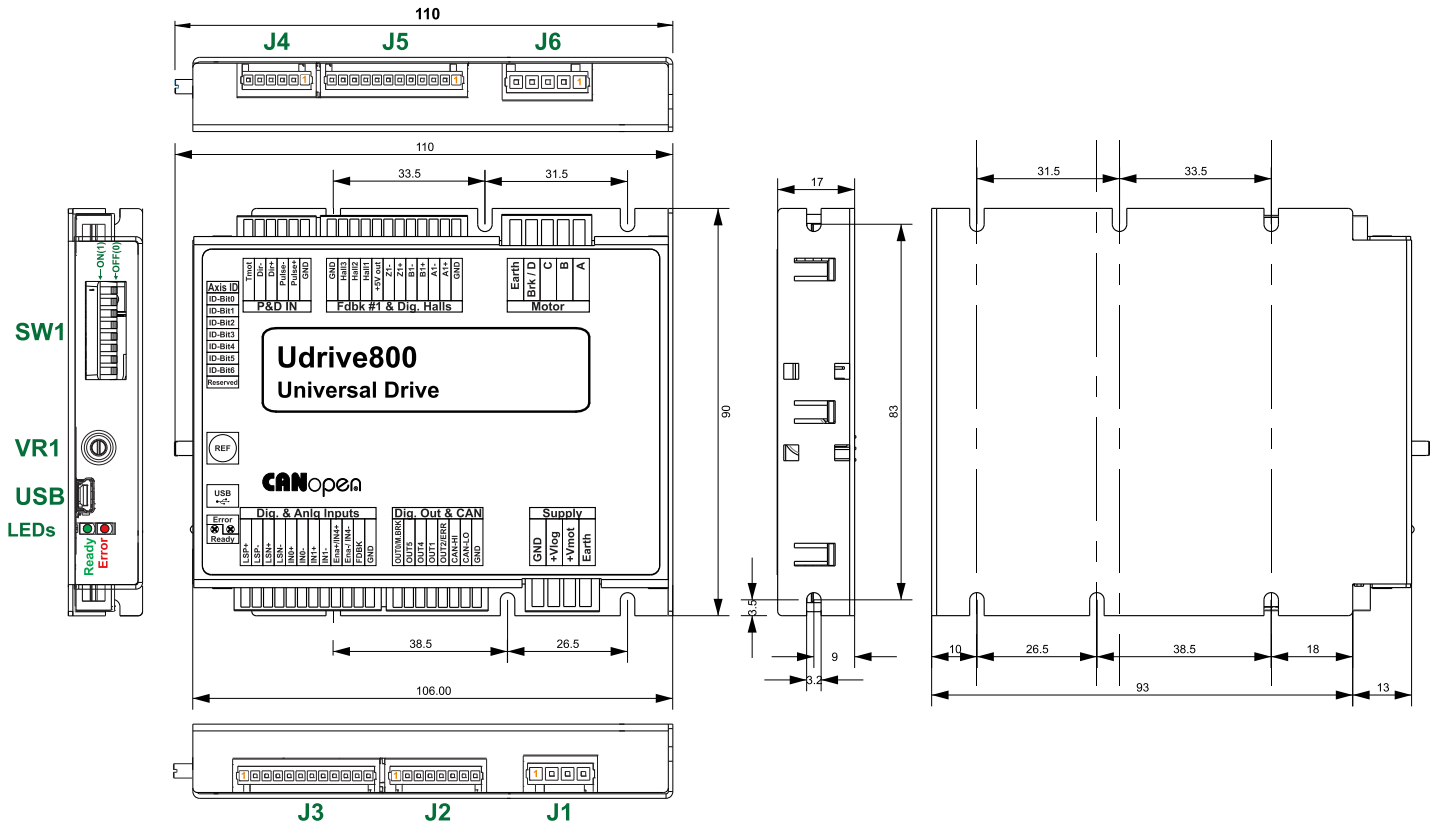 110
J4 J5 J6
1 1 1
110
33.5 31.5
17
31.5 33.5
ON(1)
OFF(0)
SW1
VR1
USB
LEDs
Ready
Error
Axis ID
ID-Bit0
ID-Bit1
ID-Bit2
ID-Bit3
ID-Bit4
ID-Bit5
ID-Bit6
Reserved
Tmot
Dir-
Dir+
Pulse-
Pulse+
GND
P&D IN
GND
Hall3
Hall2
Hall1
+5V out
Z1-
Z1+
B1-
B1+
A1-
A1+
GND
Fdbk #1 & Dig. Halls
Earth
Brk / D
C
B
A
Motor
Udrive800
Universal Drive
REF
CANopen
USB
Error
Ready
Dig. & Anlg Inputs
LSP+
LSP-
LSN+
LSN-
IN0+
IN0-
IN1+
IN1-
Ena+/IN4+
Ena-/ IN4-
FDBK
GND
Dig. Out & CAN
OUT0/M.BRK
OUT5
OUT4
OUT1
OUT2/ERR
CAN-HI
CAN-LO
GND
Supply
GND
+Vlog
+Vmot
Earth
90
83
3.5
9
3.2
38.5 26.5
106.00
10 26.5 38.5 18
93 13
1 1 1
J3 J2 J1